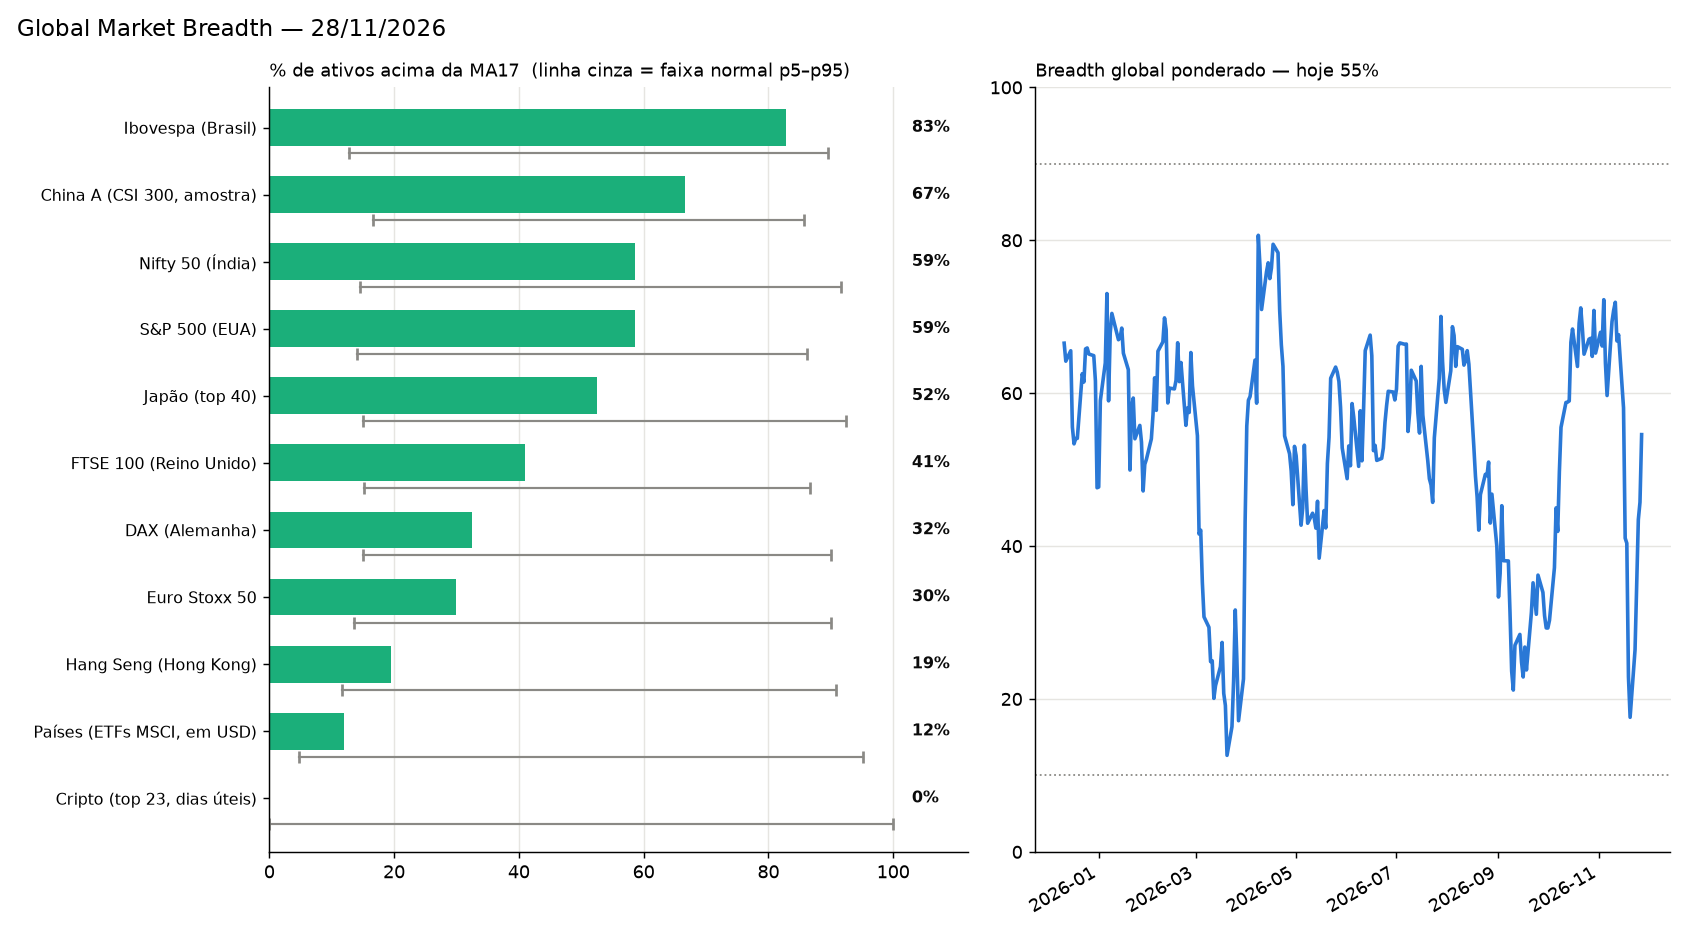 Global Market Breadth — 28/11/2026
% de ativos acima da MA17 (linha cinza = faixa normal p5–p95)
Ibovespa (Brasil) 83%
China A (CSI 300, amostra) 67%
Nifty 50 (Índia) 59%
S&P 500 (EUA) 59%
Japão (top 40) 52%
FTSE 100 (Reino Unido) 41%
DAX (Alemanha) 32%
Euro Stoxx 50 30%
Hang Seng (Hong Kong) 19%
Países (ETFs MSCI, em USD) 12%
Cripto (top 23, dias úteis) 0%
0 20 40 60 80 100
Breadth global ponderado — hoje 55%
100
80
60
40
20
0
2026-01 2026-03 2026-05 2026-07 2026-09 2026-11